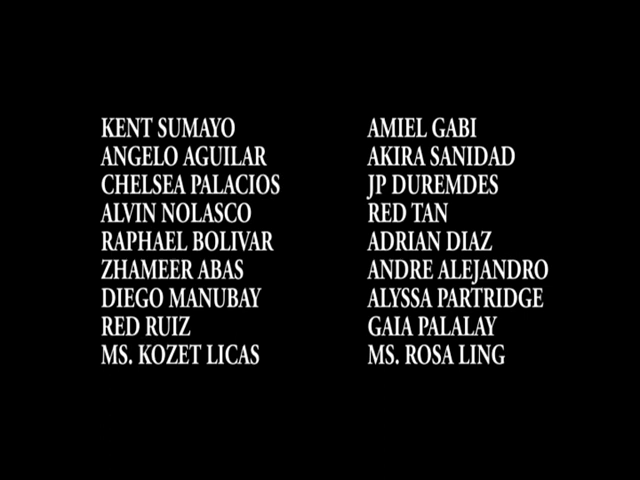 KENT SUMAYO
ANGELO AGUILAR
CHELSEA PALACIOS
ALVIN NOLASCO
RAPHAEL BOLIVAR
ZHAMEER ABAS
DIEGO MANUBAY
RED RUIZ
MS. KOZET LICAS
AMIEL GABI
AKIRA SANIDAD
JP DUREMDES
RED TAN
ADRIAN DIAZ
ANDRE ALEJANDRO
ALYSSA PARTRIDGE
GAIA PALALAY
MS. ROSA LING